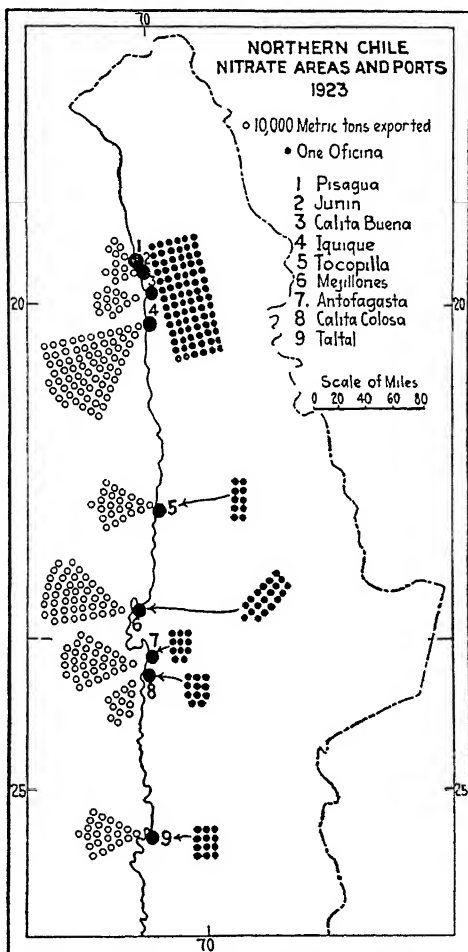 70
NORTHERN CHILE
NITRATE AREAS AND PORTS
1923
10,000 Metric tons exported
One Oficina
1 Pisagua
2 Junin
3 Calita Buena
4 Iquique
5 Tocopilla
6 Mejillones
7 Antofagasta
8 Calita Colosa
9 Taltal
1
2
3
20
4
20
Scale of Miles
0 20 40 60 80
5
6
7
8
25
25
9
70